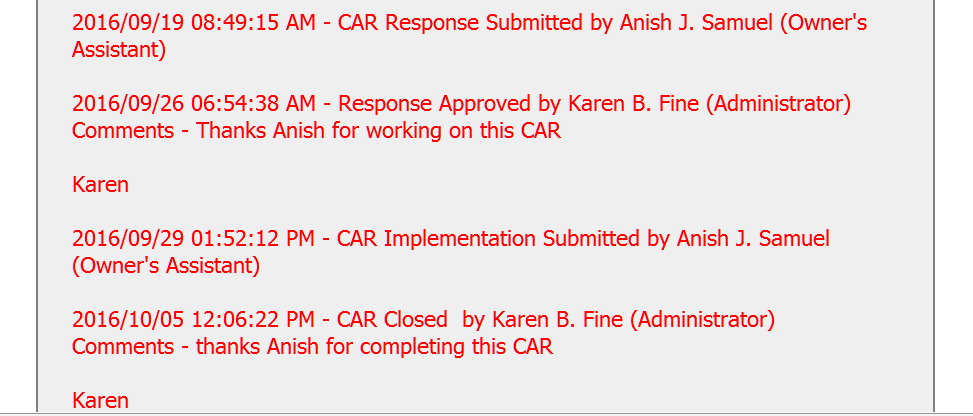 2016/09/19 08:49:15 AM - CAR Response Submitted by Anish J. Samuel (Owner's
Assistant)
2016/09/26 06:54:38 AM - Response Approved by Karen B. Fine (Administrator)
Comments - Thanks Anish for working on this CAR
Karen
2016/09/29 01:52:12 PM - CAR Implementation Submitted by Anish J. Samuel
(Owner's Assistant)
2016/10/05 12:06:22 PM - CAR Closed  by Karen B. Fine (Administrator)
Comments - thanks Anish for completing this CAR
Karen